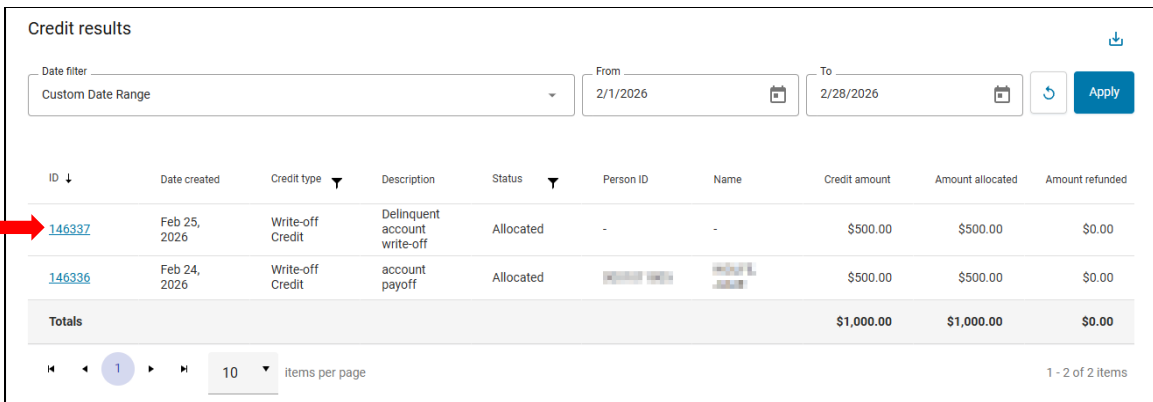 Credit results
Date filter
Custom Date Range
From
2/1/2026
To
2/28/2026
Apply
ID Date created Credit type Description Status Person ID Name Credit amount Amount allocated Amount refunded
146337 Feb 25, 2026 Write-off Credit Delinquent account write-off Allocated - - $500.00 $500.00 $0.00
146336 Feb 24, 2026 Write-off Credit account payoff Allocated $500.00 $500.00 $0.00
Totals $1,000.00 $1,000.00 $0.00
1 10 items per page 1 - 2 of 2 items